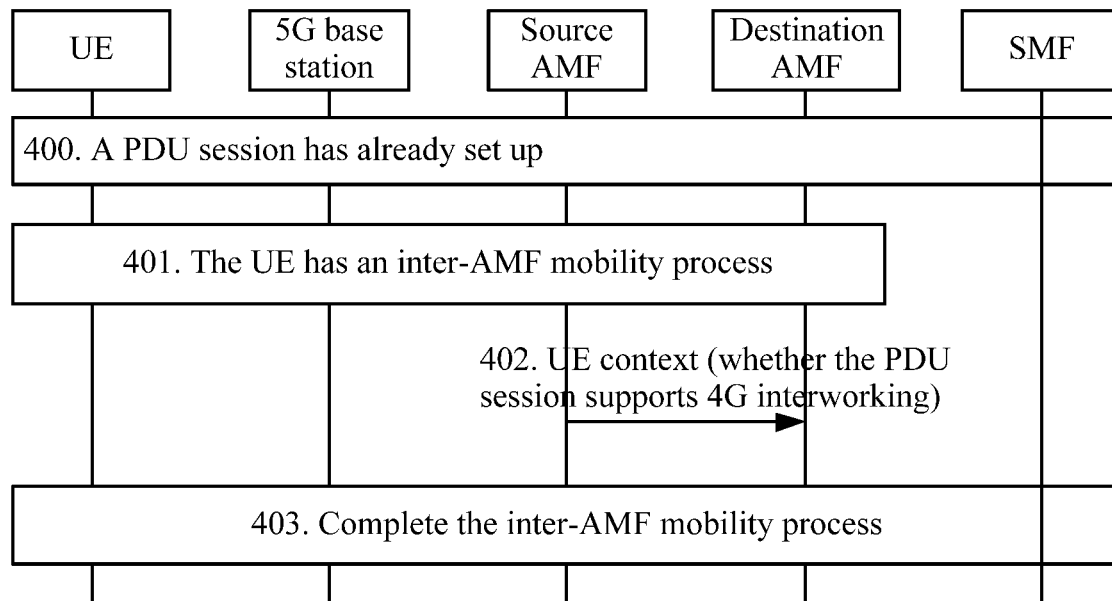 UE
5G base
station
Source
AMF
Destination
AMF
SMF
400. A PDU session has already set up
401. The UE has an inter-AMF mobility process
402. UE context (whether the PDU
session supports 4G interworking)
403. Complete the inter-AMF mobility process